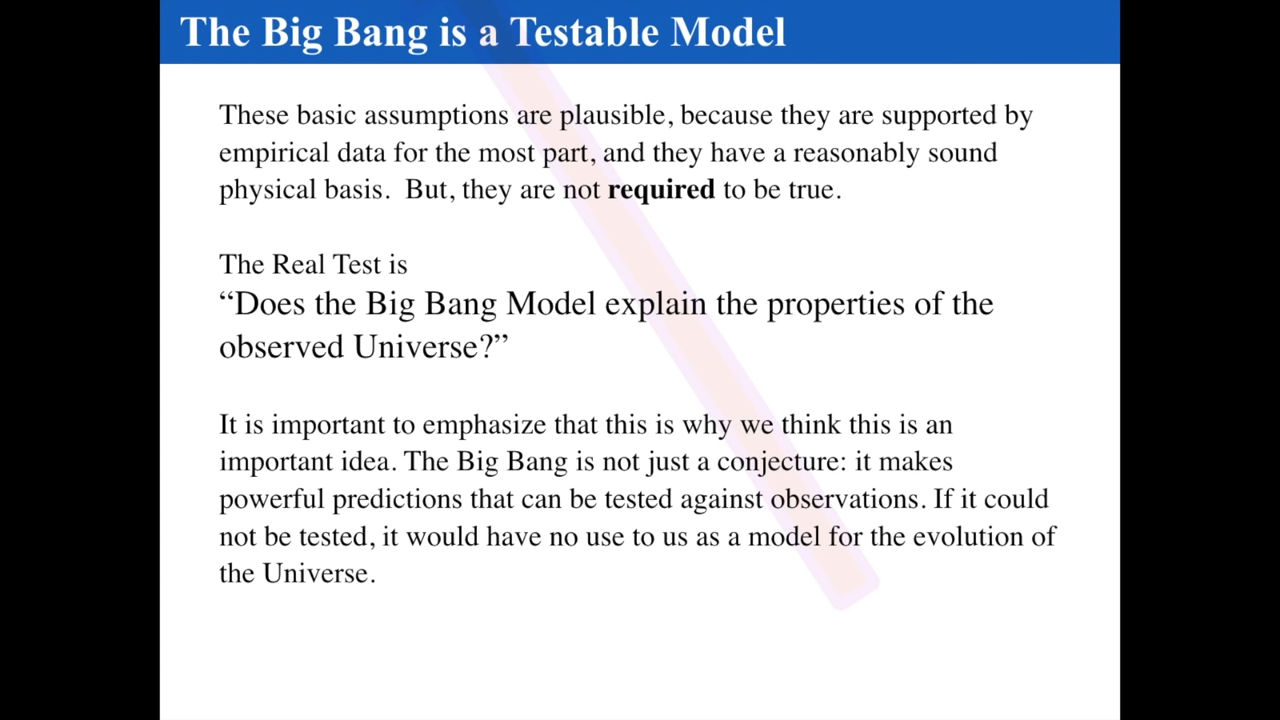 The Big Bang is a Testable Model
These basic assumptions are plausible, because they are supported by
empirical data for the most part, and they have a reasonably sound
physical basis.  But, they are not required to be true.
The Real Test is
“Does the Big Bang Model explain the properties of the
observed Universe?”
It is important to emphasize that this is why we think this is an
important idea. The Big Bang is not just a conjecture: it makes
powerful predictions that can be tested against observations. If it could
not be tested, it would have no use to us as a model for the evolution of
the Universe.